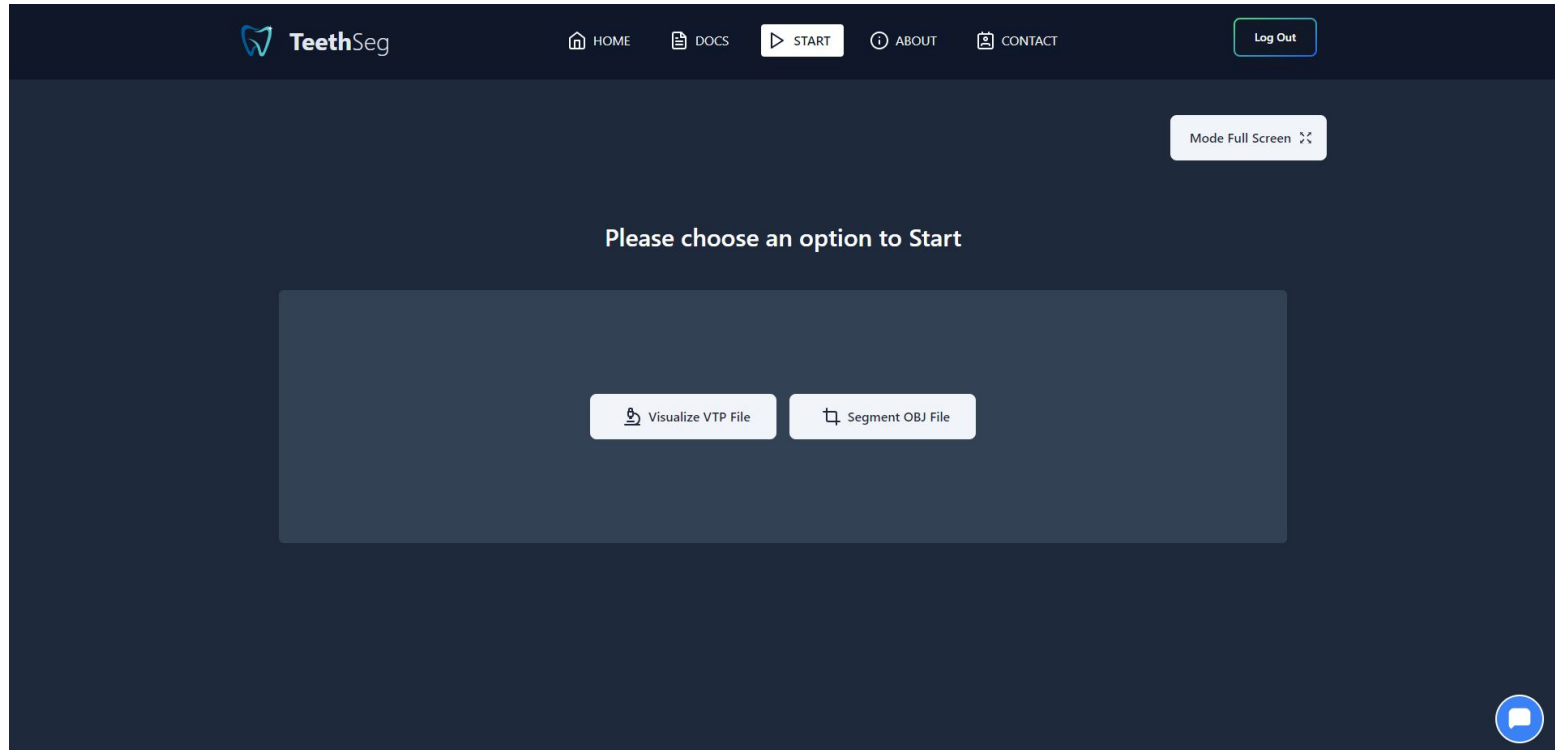 TeethSeg HOME DOCS START ABOUT CONTACT Log Out
Mode Full Screen
Please choose an option to Start
Visualize VTP File Segment OBJ File